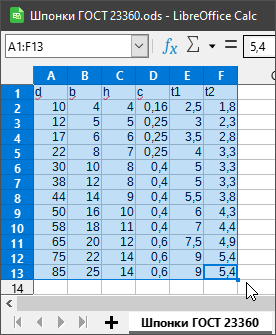 Шпонки ГОСТ 23360.ods - LibreOffice Calc
A1:F13 fx Σ = 5,4
A B C D E F
1 d b h c t1 t2
2 10 4 4 0,16 2,5 1,8
3 12 5 5 0,25 3 2,3
4 17 6 6 0,25 3,5 2,8
5 22 8 7 0,25 4 3,3
6 30 10 8 0,4 5 3,3
7 38 12 8 0,4 5 3,3
8 44 14 9 0,4 5,5 3,8
9 50 16 10 0,4 6 4,3
10 58 18 11 0,4 7 4,4
11 65 20 12 0,6 7,5 4,9
12 75 22 14 0,6 9 5,4
13 85 25 14 0,6 9 5,4
14
Шпонки ГОСТ 23360